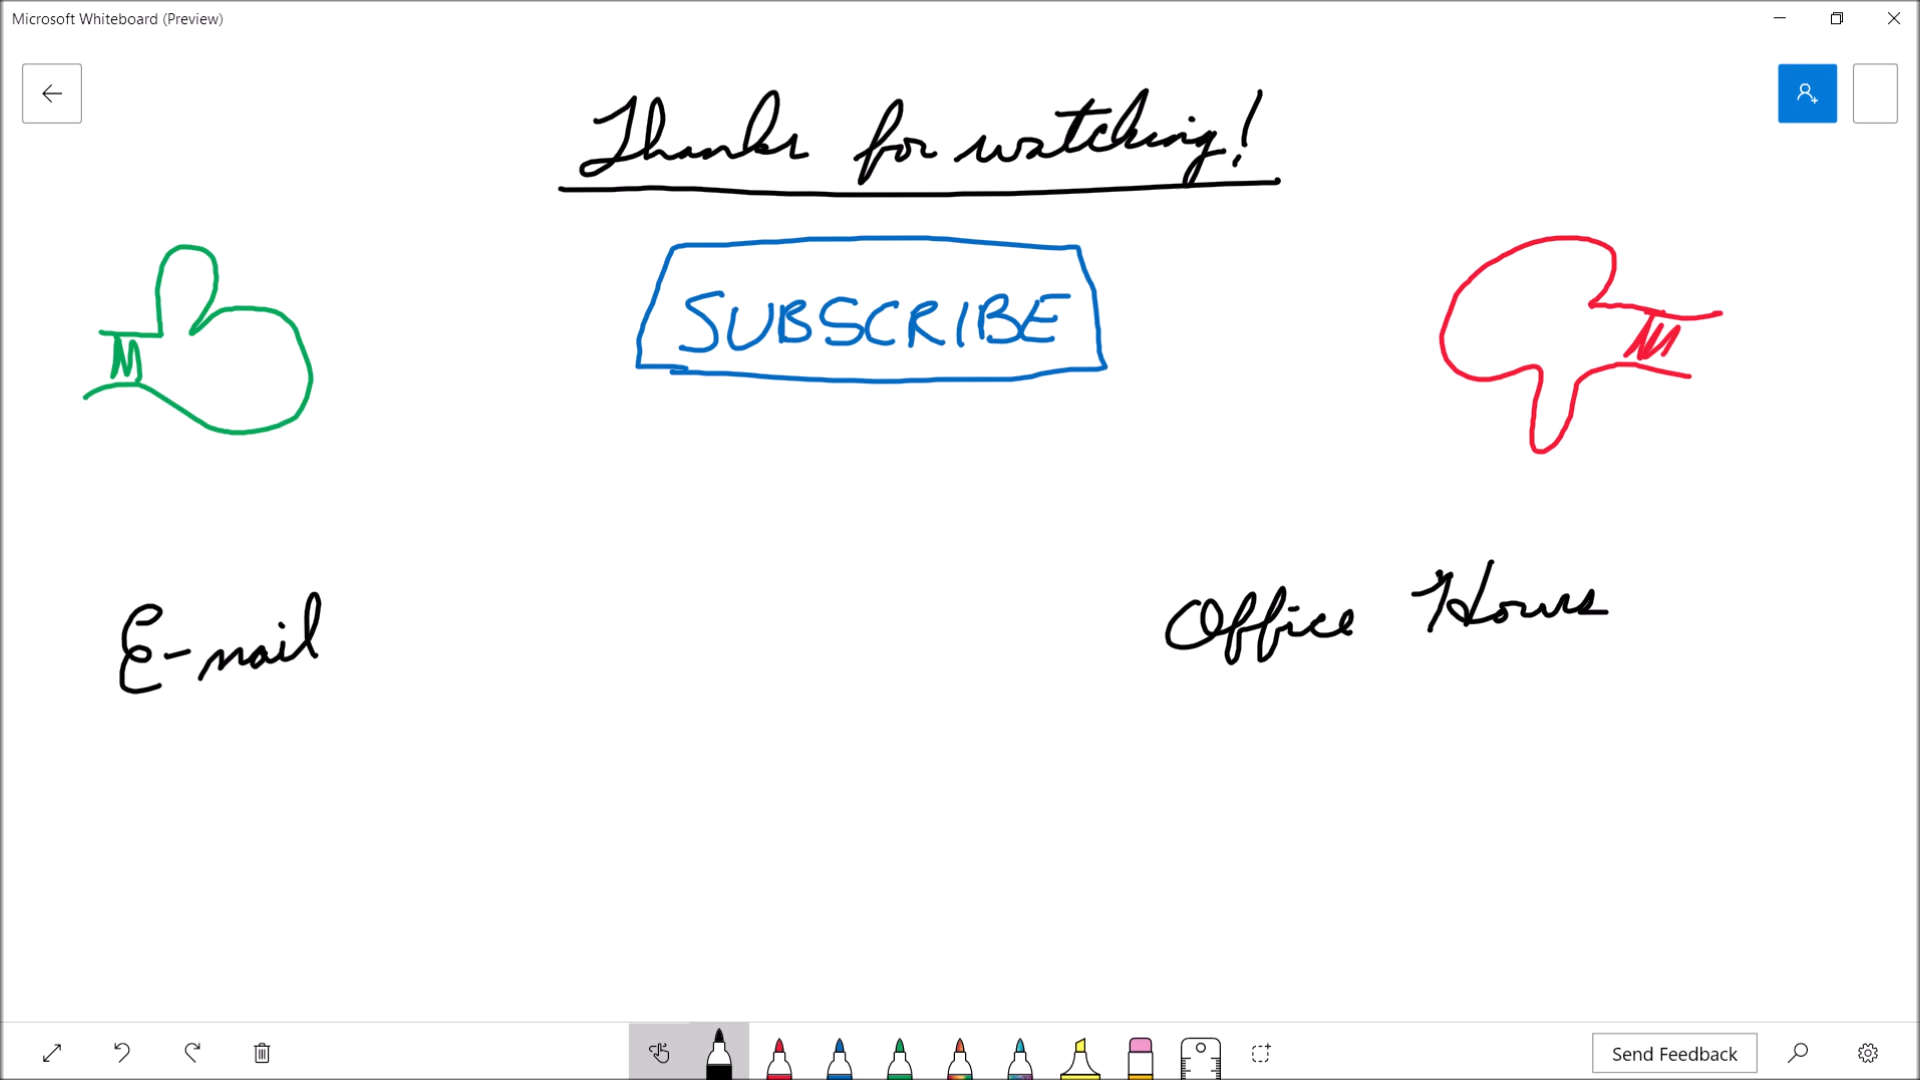 Microsoft Whiteboard (Preview)
Thanks for watching!
SUBSCRIBE
E-mail
Office Hours
Send Feedback